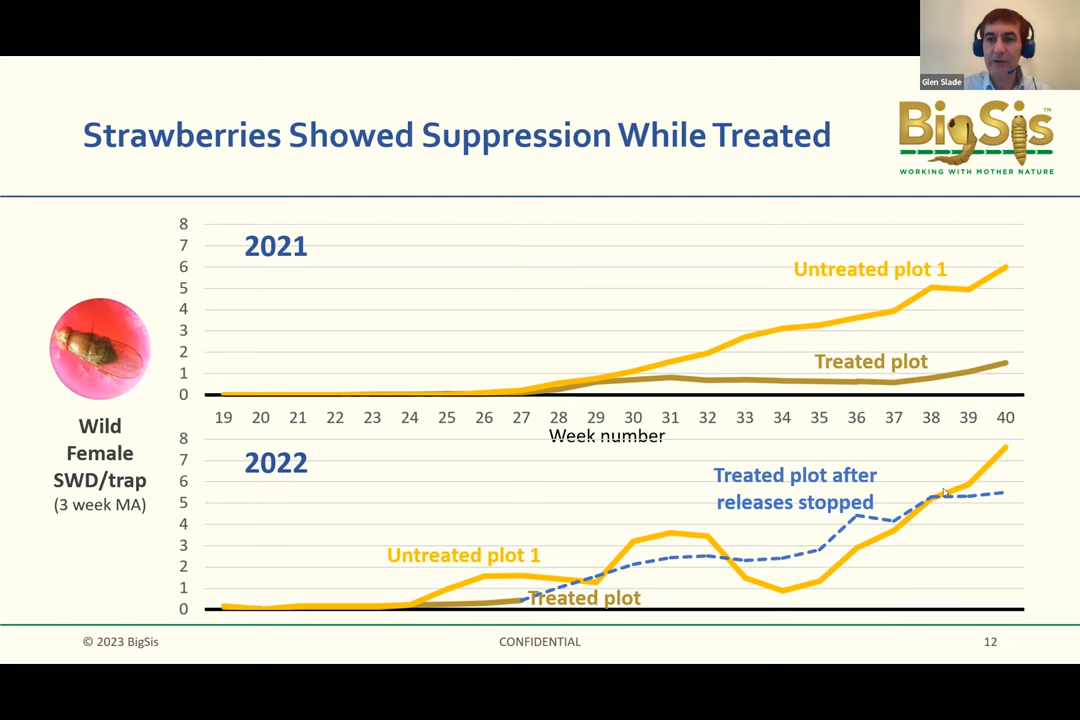 Glen Slade
Strawberries Showed Suppression While Treated
BigSis™
WORKING WITH MOTHER NATURE
8
7
6
5
4
3
2
1
0
2021
Untreated plot 1
Treated plot
19 20 21 22 23 24 25 26 27 28 29 30 31 32 33 34 35 36 37 38 39 40
Week number
Wild
Female
SWD/trap
(3 week MA)
8
7
6
5
4
3
2
1
0
2022
Treated plot after
releases stopped
Untreated plot 1
Treated plot
© 2023 BigSis
CONFIDENTIAL
12